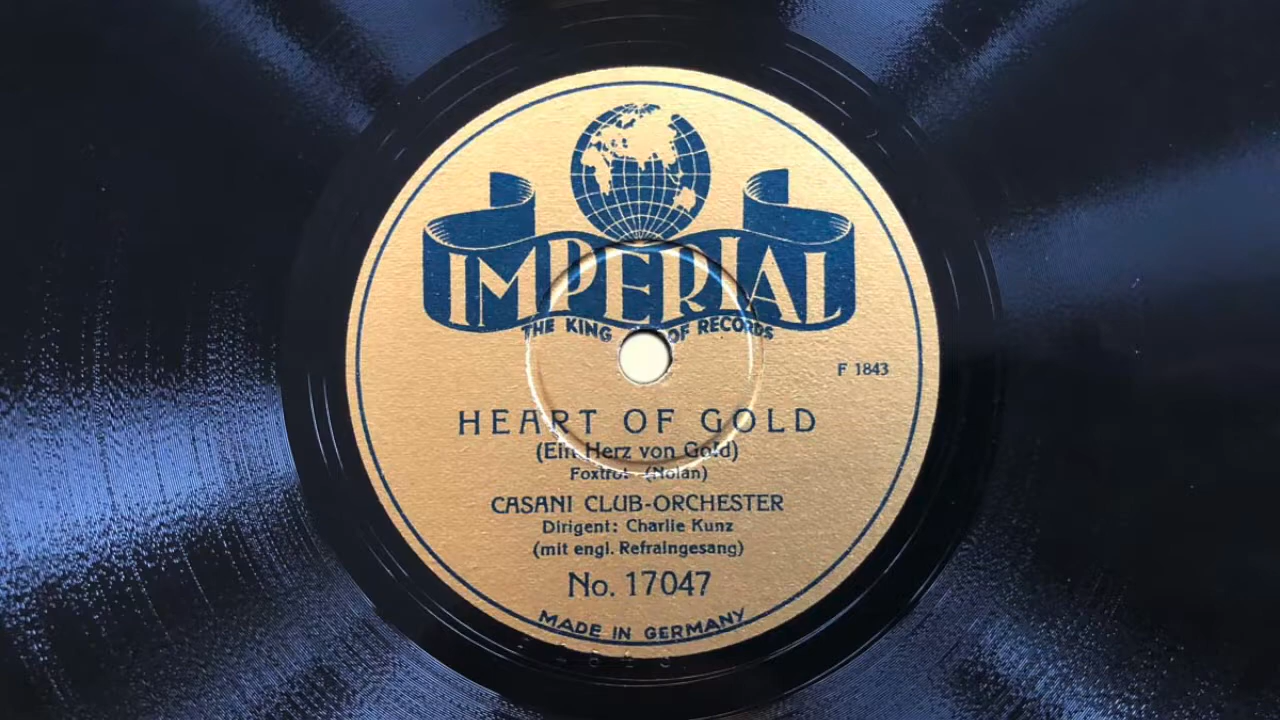 IMPERIAL
THE KING OF RECORDS
F 1843
HEART OF GOLD
(Ein Herz von Gold)
Foxtrot (Nolan)
CASANI CLUB-ORCHESTER
Dirigent: Charlie Kunz
(mit engl. Refraingesang)
No. 17047
MADE IN GERMANY